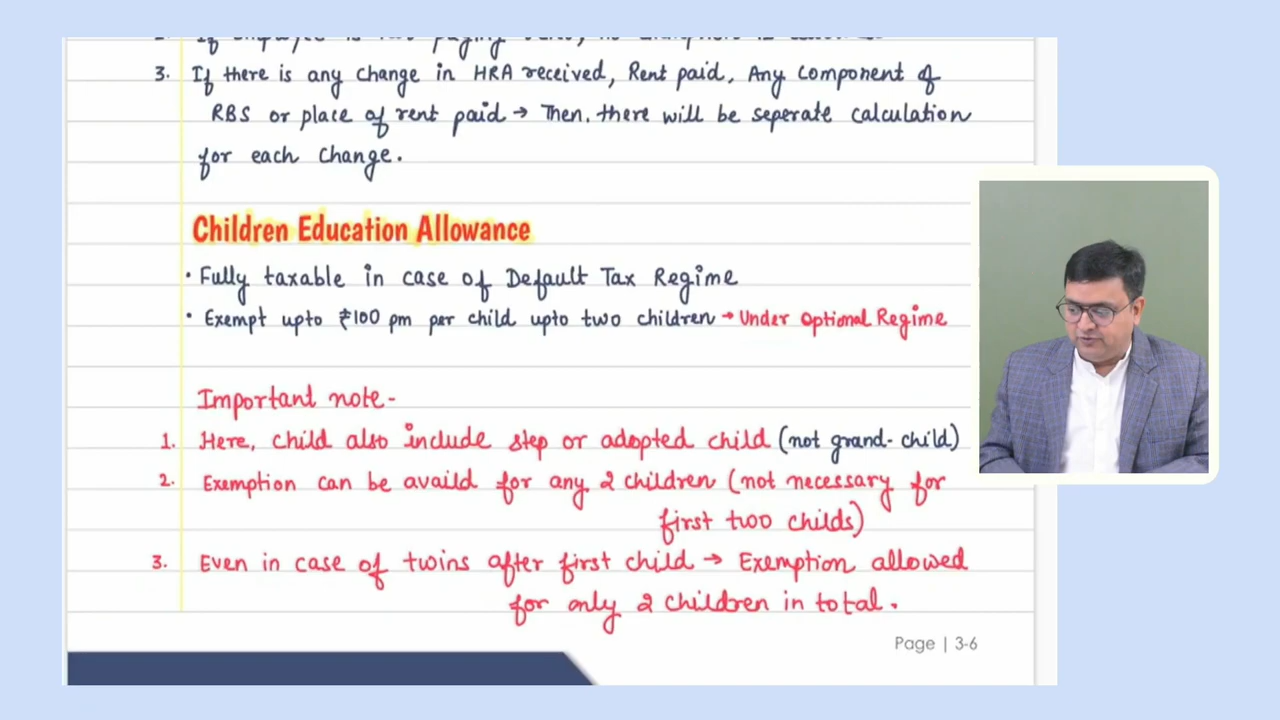 3. If there is any change in HRA received, Rent paid, Any component of
RBS or place of rent paid → Then, there will be seperate calculation
for each change.
Children Education Allowance
• Fully taxable in case of Default Tax Regime
• Exempt upto ₹100 pm per child upto two children → Under Optional Regime
Important note-
1. Here, child also include step or adopted child (not grand-child)
2. Exemption can be availd for any 2 children (not necessary for
first two childs)
3. Even in case of twins after first child → Exemption allowed
for only 2 children in total.
Page | 3-6